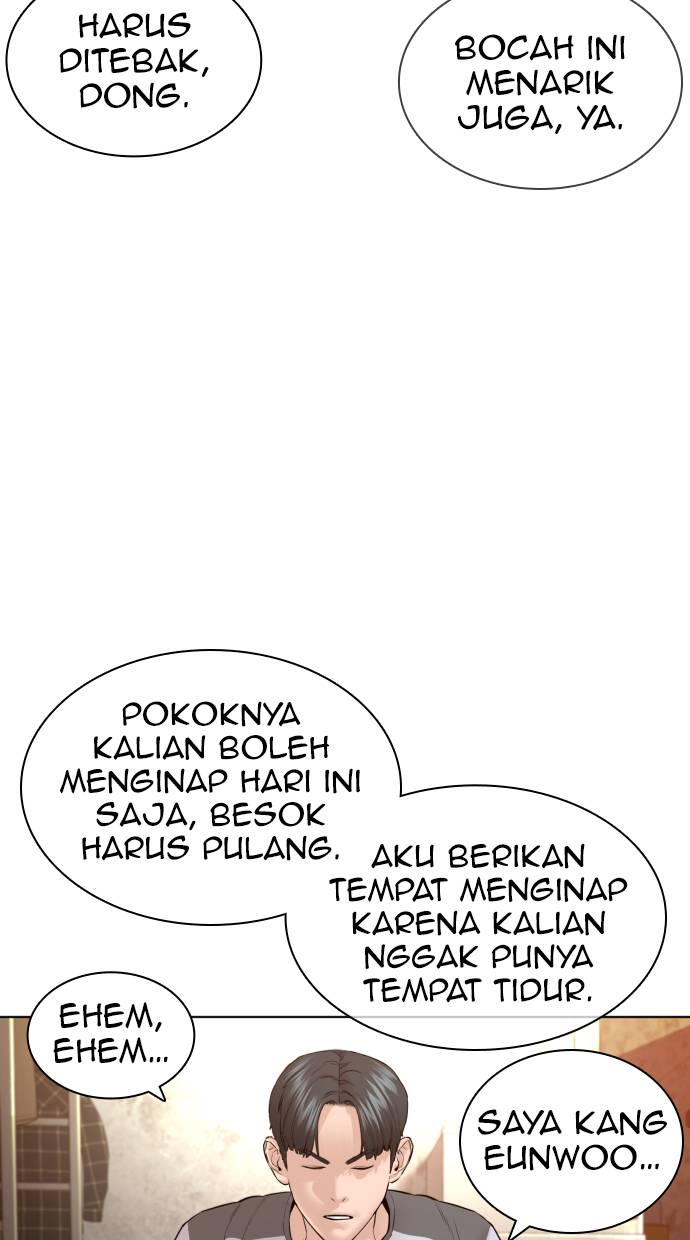 HARUS
DITEBAK,
DONG.
BOCAH INI
MENARIK
JUGA, YA.
POKOKNYA
KALIAN BOLEH
MENGINAP HARI INI
SAJA, BESOK
HARUS PULANG.
AKU BERIKAN
TEMPAT MENGINAP
KARENA KALIAN
NGGAK PUNYA
TEMPAT TIDUR.
EHEM,
EHEM...
SAYA KANG
EUNWOO...